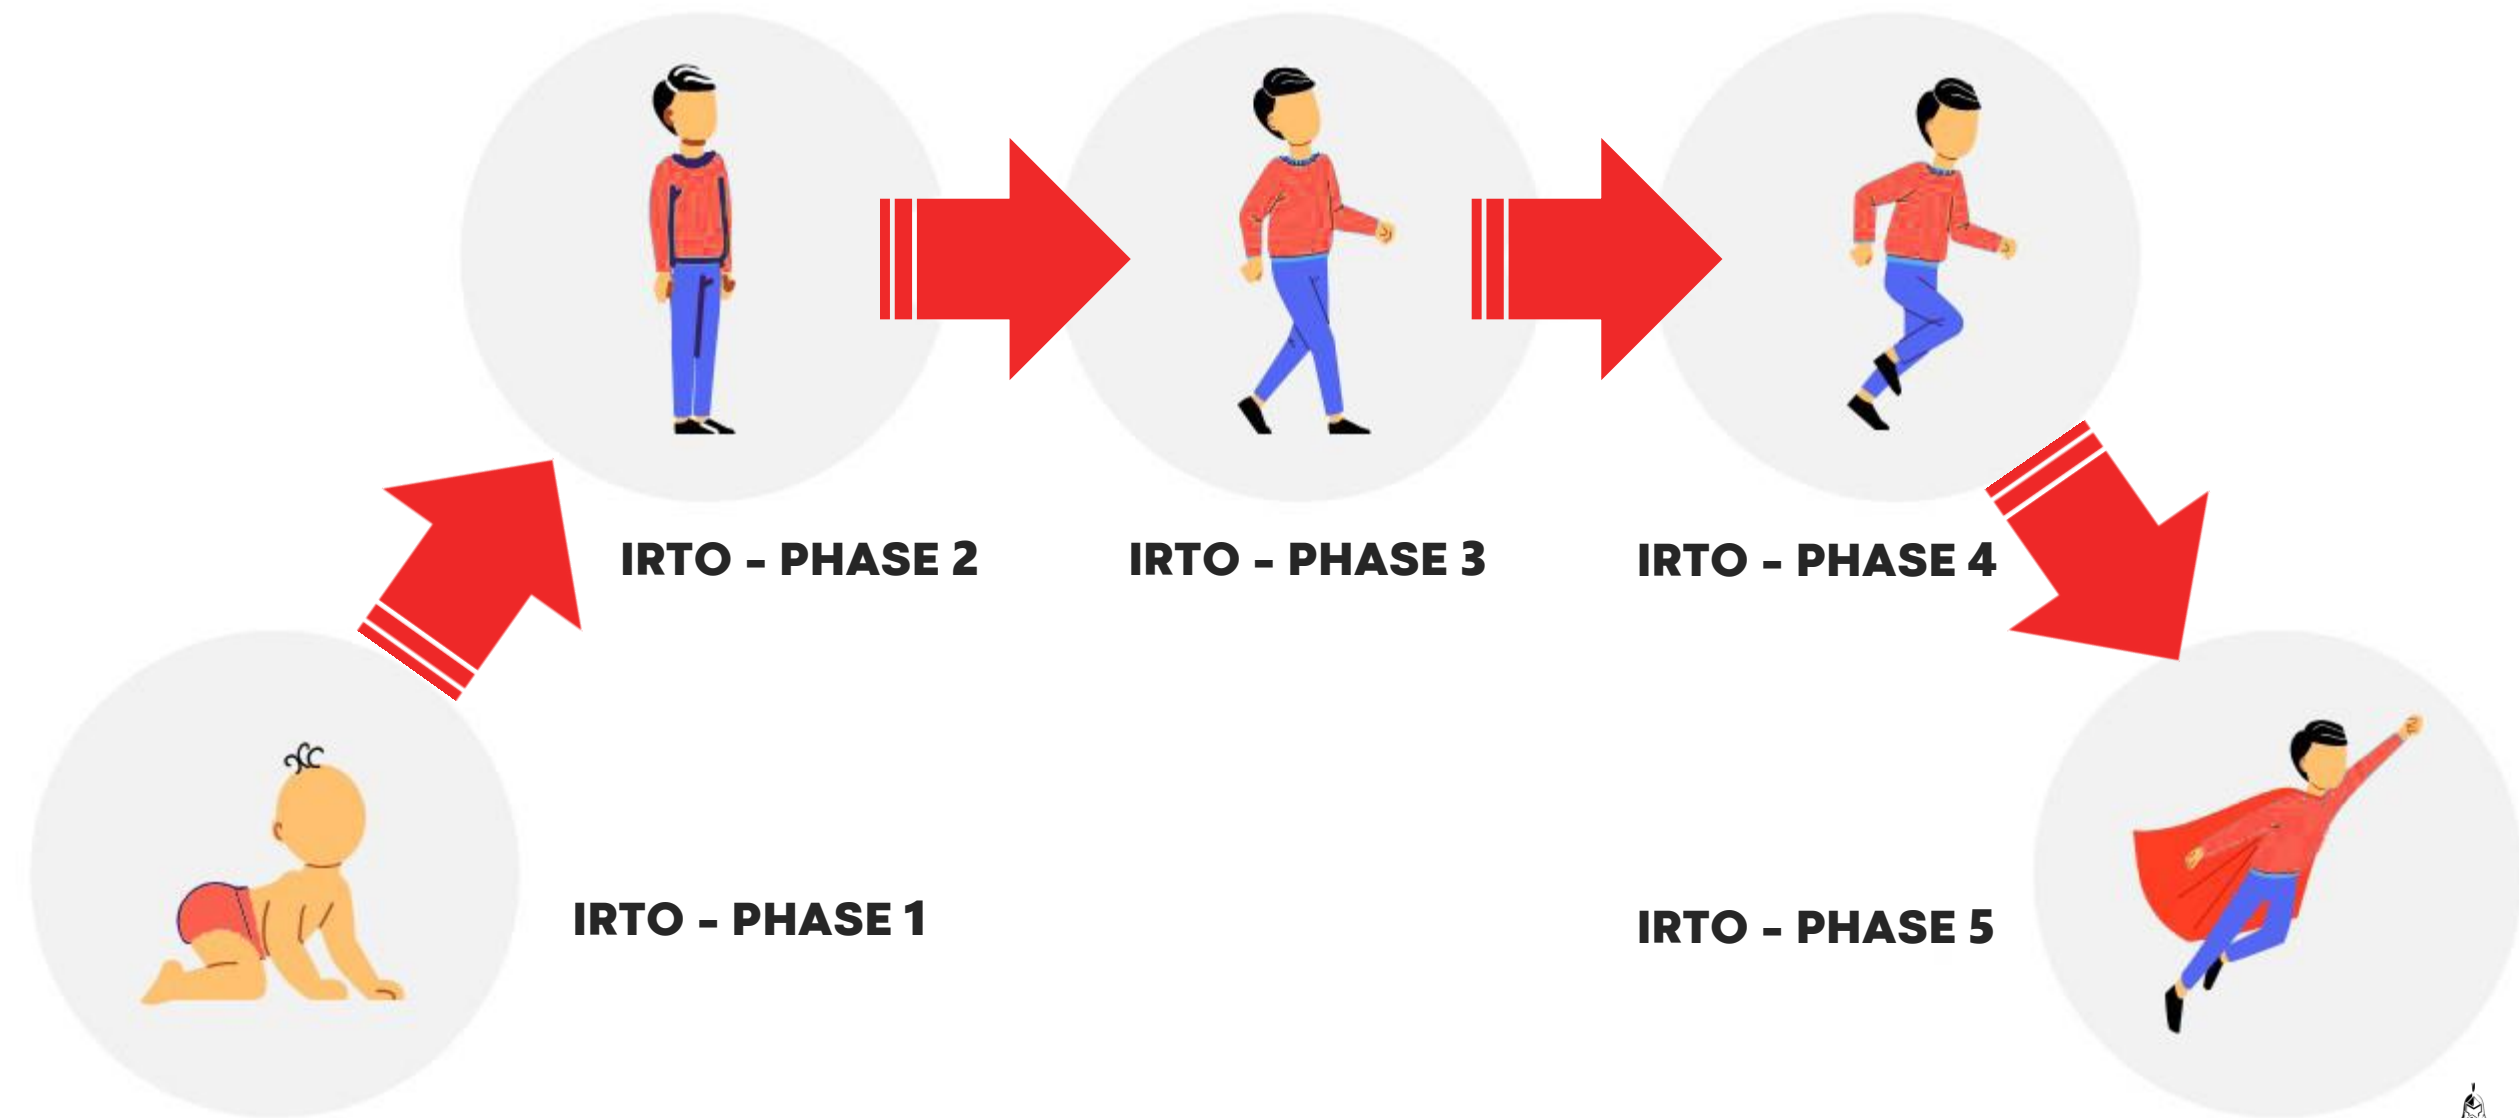 IRTO - PHASE 2
IRTO - PHASE 3
IRTO - PHASE 4
IRTO - PHASE 1
IRTO - PHASE 5